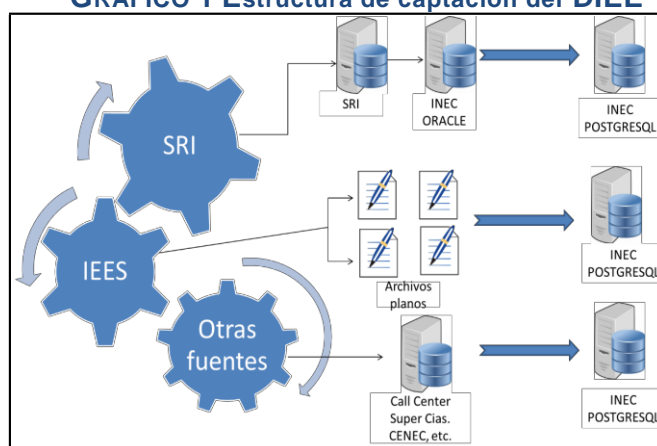 GRÁFICO 1 Estructura de captación del DIEE
SRI
SRI
INEC
ORACLE
INEC
POSTGRESQL
IEES
Archivos
planos
INEC
POSTGRESQL
Otras
fuentes
Call Center
Super Cias.
CENEC, etc.
INEC
POSTGRESQL